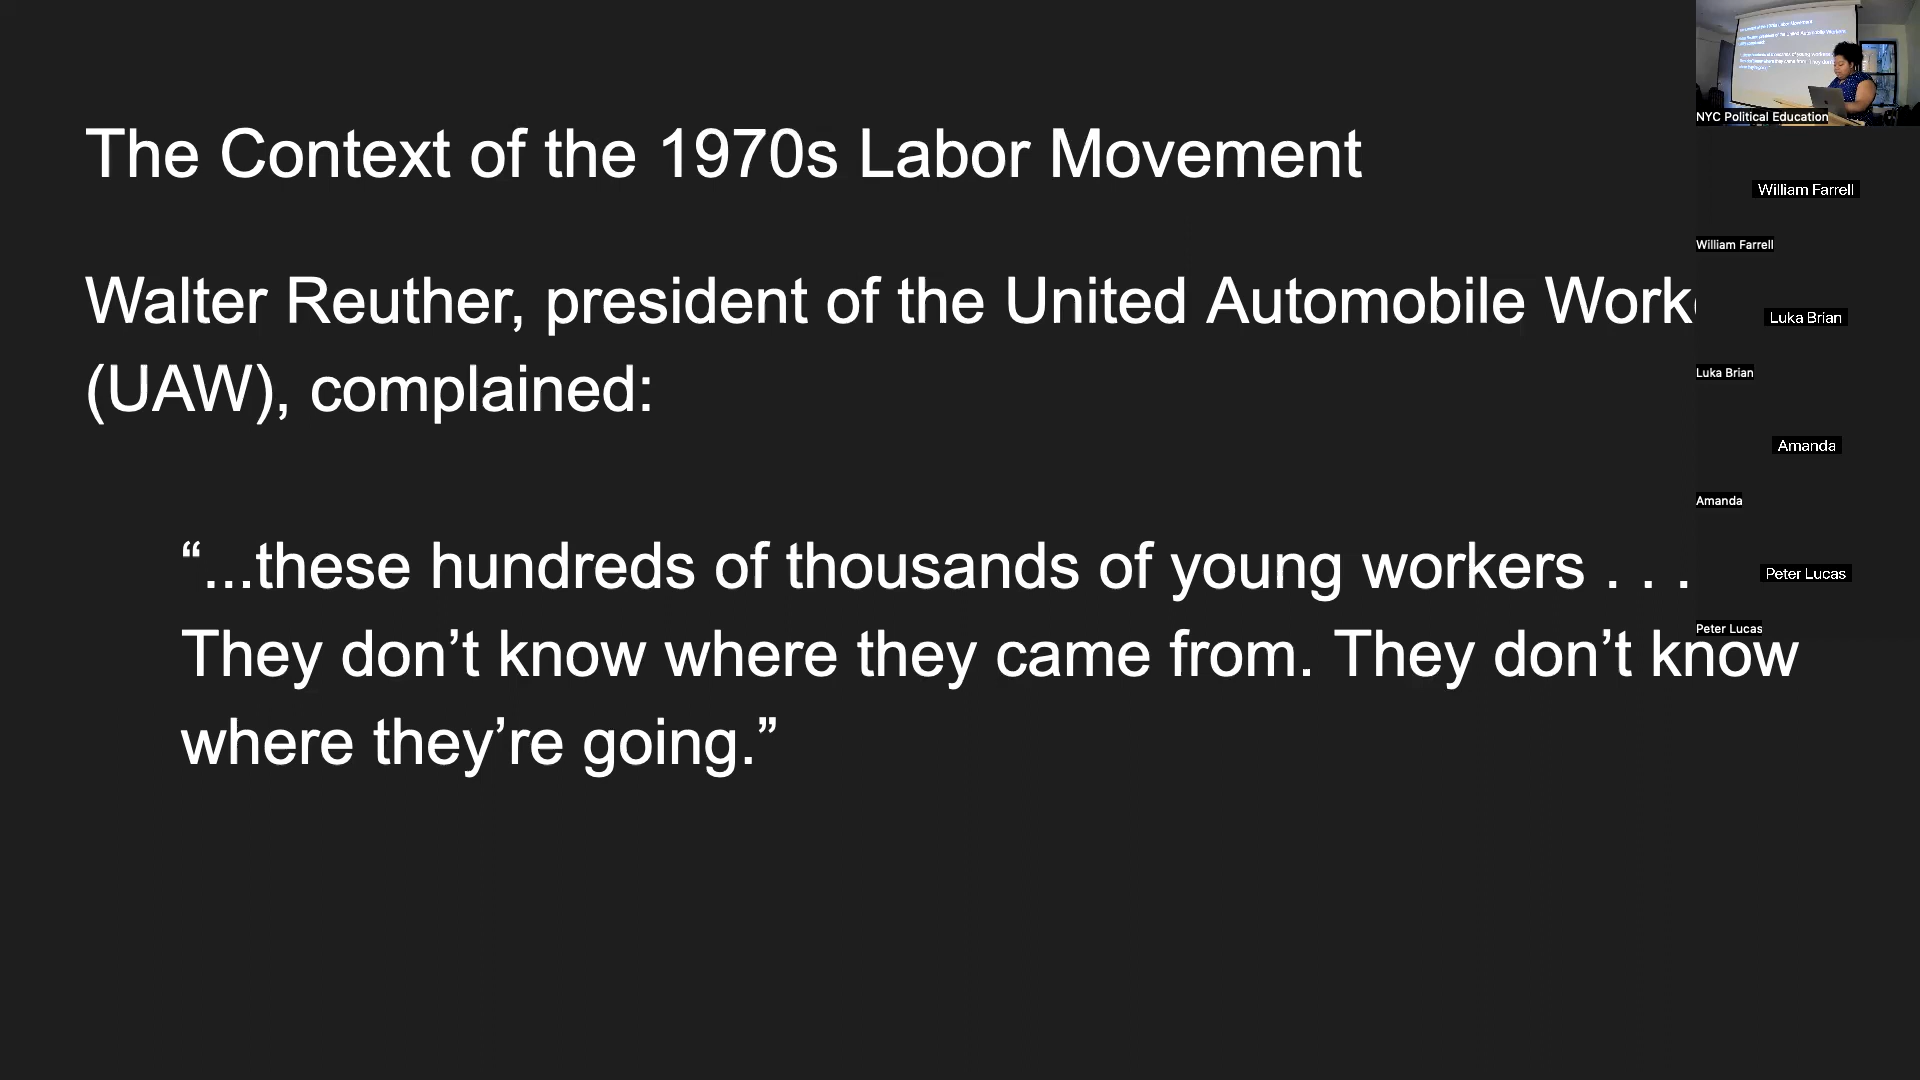 The Context of the 1970s Labor Movement
Walter Reuther, president of the United Automobile Work
(UAW), complained:
“...these hundreds of thousands of young workers . . .
They don’t know where they came from. They don’t know
where they’re going.”
NYC Political Education
William Farrell
William Farrell
Luka Brian
Luka Brian
Amanda
Amanda
Peter Lucas
Peter Lucas